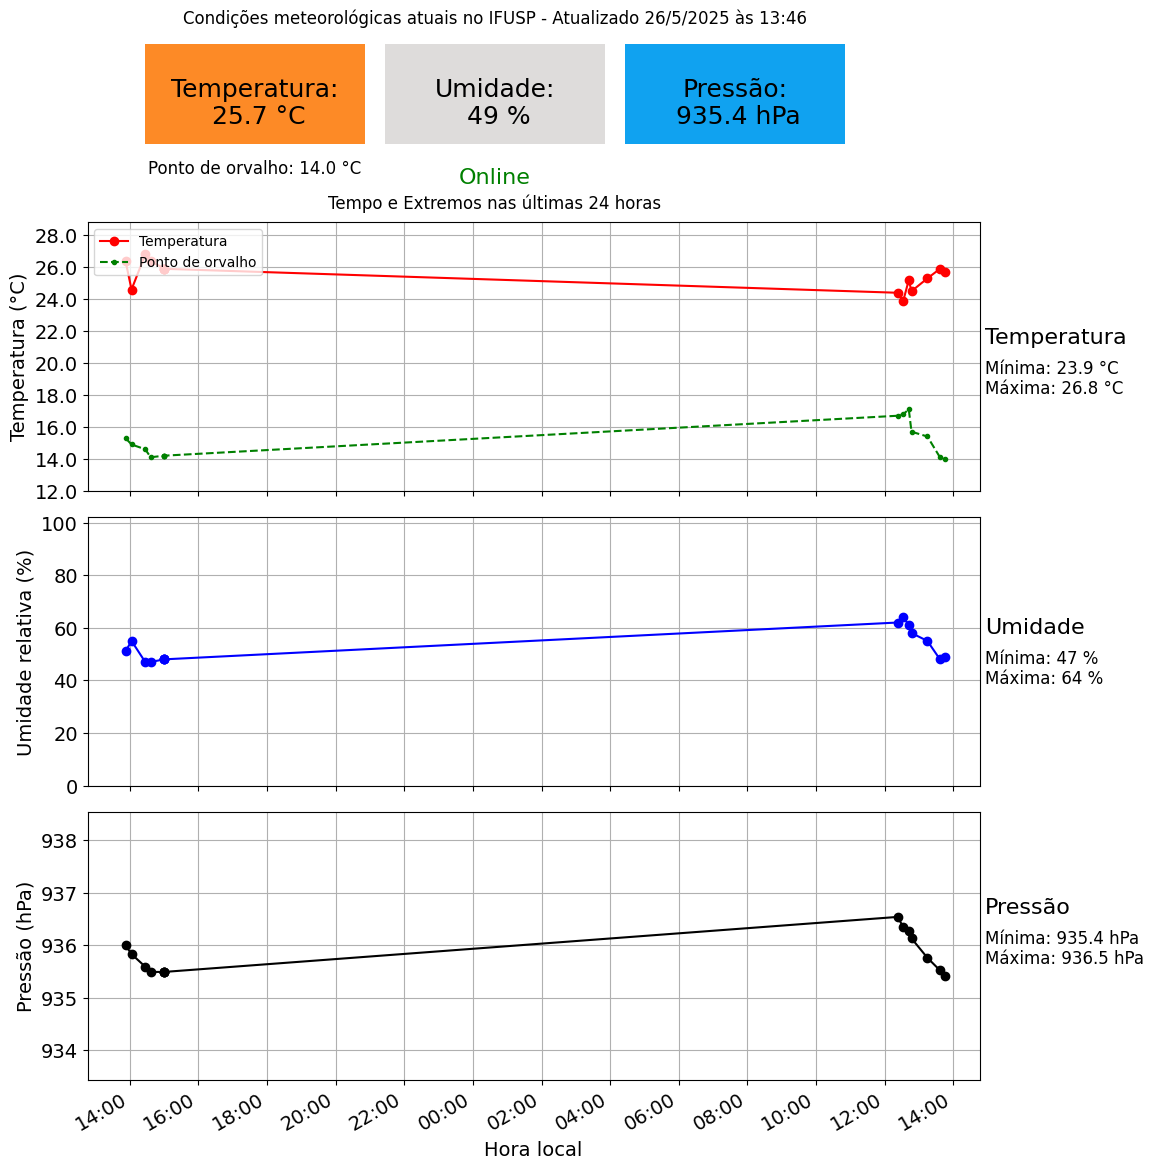 Condições meteorológicas atuais no IFUSP - Atualizado 26/5/2025 às 13:46
Temperatura:
25.7 °C
Umidade:
49 %
Pressão:
935.4 hPa
Ponto de orvalho: 14.0 °C
Online
Tempo e Extremos nas últimas 24 horas
Temperatura
Ponto de orvalho
Temperatura (°C)
28.0
26.0
24.0
22.0
20.0
18.0
16.0
14.0
12.0
Temperatura
Mínima: 23.9 °C
Máxima: 26.8 °C
Umidade relativa (%)
100
80
60
40
20
0
Umidade
Mínima: 47 %
Máxima: 64 %
Pressão (hPa)
938
937
936
935
934
Pressão
Mínima: 935.4 hPa
Máxima: 936.5 hPa
14:00 16:00 18:00 20:00 22:00 00:00 02:00 04:00 06:00 08:00 10:00 12:00 14:00
Hora local